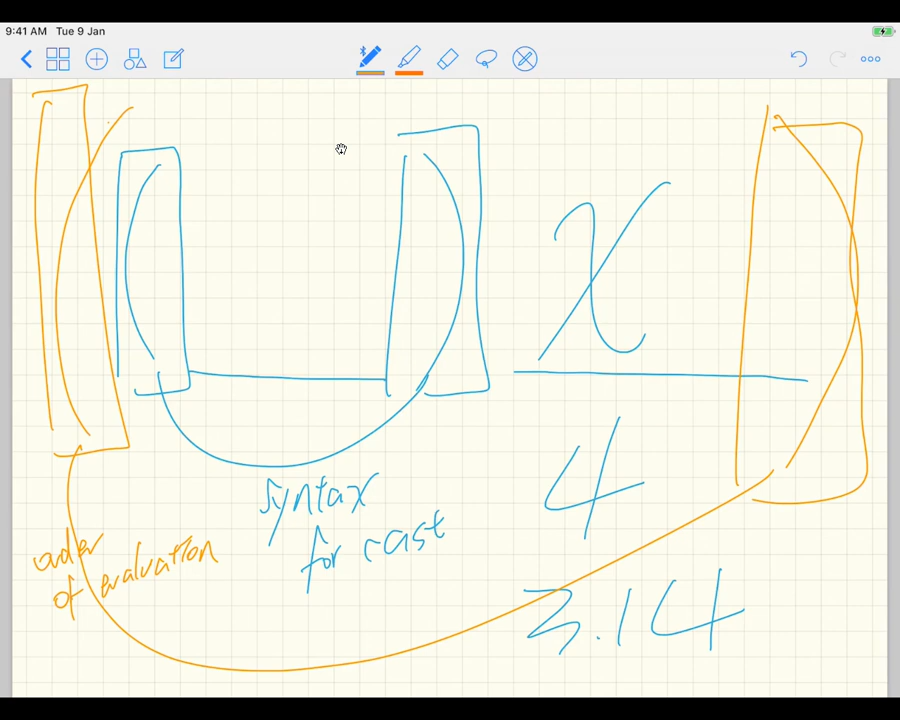 9:41 AM Tue 9 Jan
( ( ) x )
4
syntax
for cast
order
of evaluation
3.14